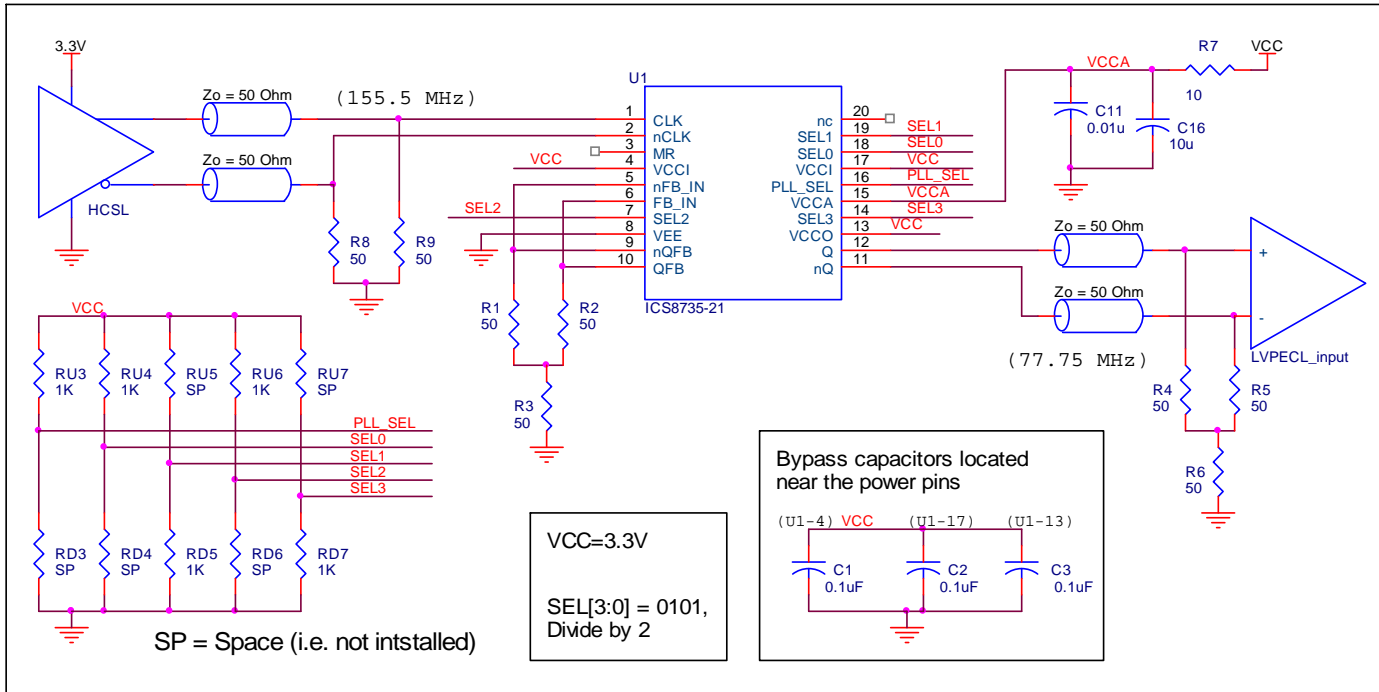 3.3V
Zo = 50 Ohm
(155.5 MHz)
Zo = 50 Ohm
HCSL
R8
50
R9
50
U1
1 CLK
2 nCLK
3 MR
VCC 4 VCCI
5 nFB_IN
6 FB_IN
SEL2 7 SEL2
8 VEE
9 nQFB
10 QFB
20 nc
19 SEL1 SEL1
18 SEL0 SEL0
17 VCCI VCC
16 PLL_SEL PLL_SEL
15 VCCA VCCA
14 SEL3 SEL3
13 VCCO VCC
12 Q
11 nQ
ICS8735-21
R1
50
R2
50
R3
50
VCCA
R7
10
VCC
C11
0.01u
C16
10u
Zo = 50 Ohm
Zo = 50 Ohm
(77.75 MHz)
+
-
LVPECL_input
R4
50
R5
50
R6
50
VCC
RU3
1K
RU4
1K
RU5
SP
RU6
1K
RU7
SP
PLL_SEL
SEL0
SEL1
SEL2
SEL3
RD3
SP
RD4
SP
RD5
1K
RD6
SP
RD7
1K
SP = Space (i.e. not intstalled)
VCC=3.3V
SEL[3:0] = 0101,
Divide by 2
Bypass capacitors located
near the power pins
(U1-4) VCC (U1-17) (U1-13)
C1
0.1uF
C2
0.1uF
C3
0.1uF